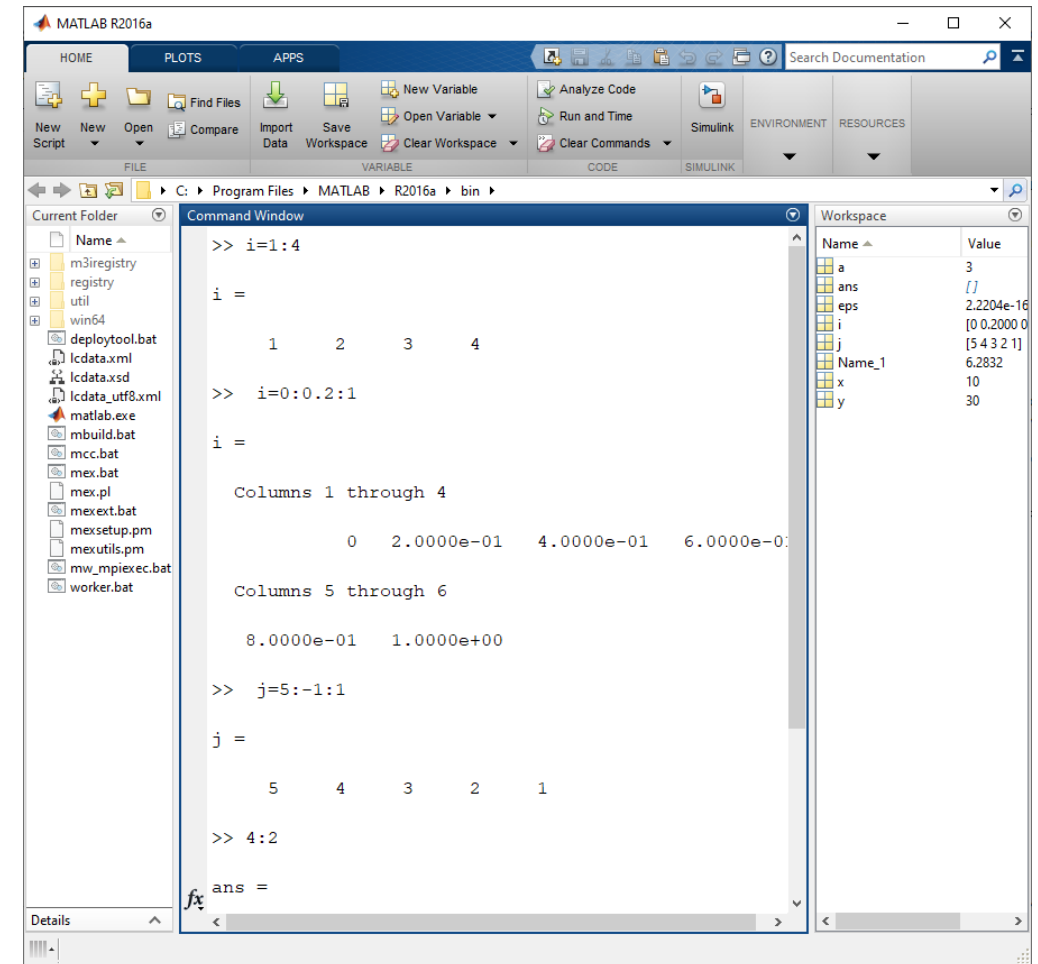 MATLAB R2016a
HOME PLOTS APPS
Search Documentation
New Script
New
Open
Find Files
Compare
Import Data
Save Workspace
New Variable
Open Variable
Clear Workspace
Analyze Code
Run and Time
Clear Commands
Simulink
ENVIRONMENT
RESOURCES
FILE VARIABLE CODE SIMULINK
C: Program Files MATLAB R2016a bin
Current Folder
Name
m3iregistry
registry
util
win64
deploytool.bat
lcdata.xml
lcdata.xsd
lcdata_utf8.xml
matlab.exe
mbuild.bat
mcc.bat
mex.bat
mex.pl
mexext.bat
mexsetup.pm
mexutils.pm
mw_mpiexec.bat
worker.bat
Details
Command Window
>> i=1:4
i =
1 2 3 4
>> i=0:0.2:1
i =
Columns 1 through 4
0 2.0000e-01 4.0000e-01 6.0000e-01
Columns 5 through 6
8.0000e-01 1.0000e+00
>> j=5:-1:1
j =
5 4 3 2 1
>> 4:2
ans =
fx
Workspace
Name Value
a 3
ans []
eps 2.2204e-16
i [0 0.2000 0
j [5 4 3 2 1]
Name_1 6.2832
x 10
y 30